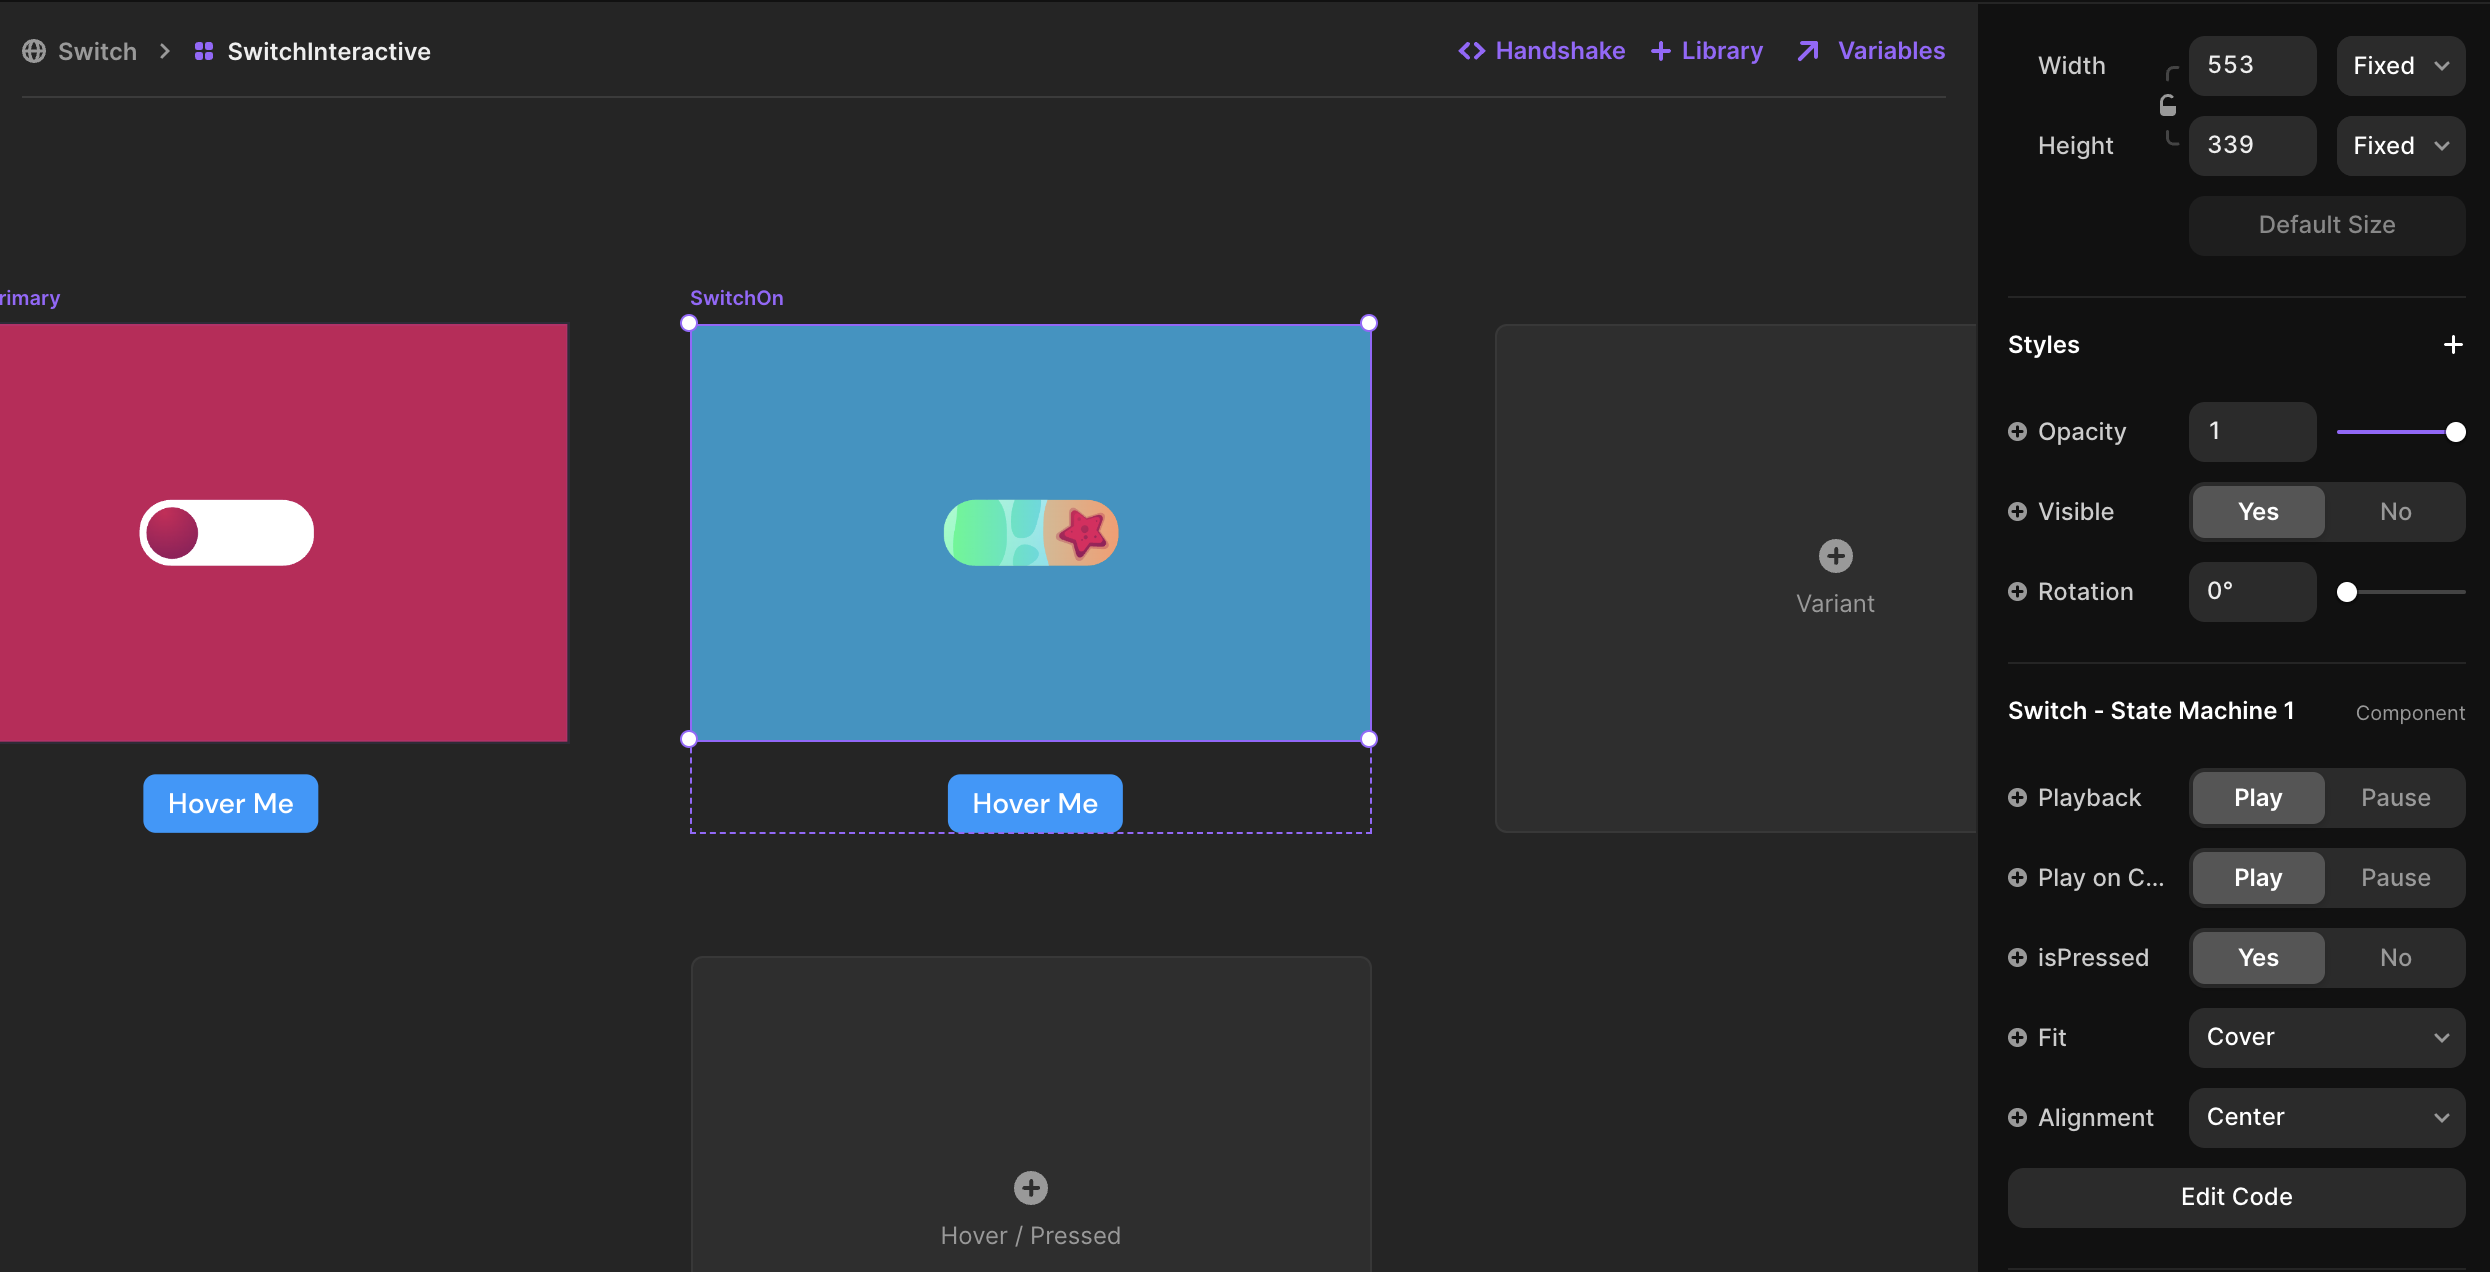 Switch > SwitchInteractive
Handshake
Library
Variables
rimary
SwitchOn
Hover Me
Hover Me
Variant
Hover / Pressed
Width 553 Fixed
Height 339 Fixed
Default Size
Styles
Opacity 1
Visible Yes No
Rotation 0°
Switch - State Machine 1 Component
Playback Play Pause
Play on C... Play Pause
isPressed Yes No
Fit Cover
Alignment Center
Edit Code